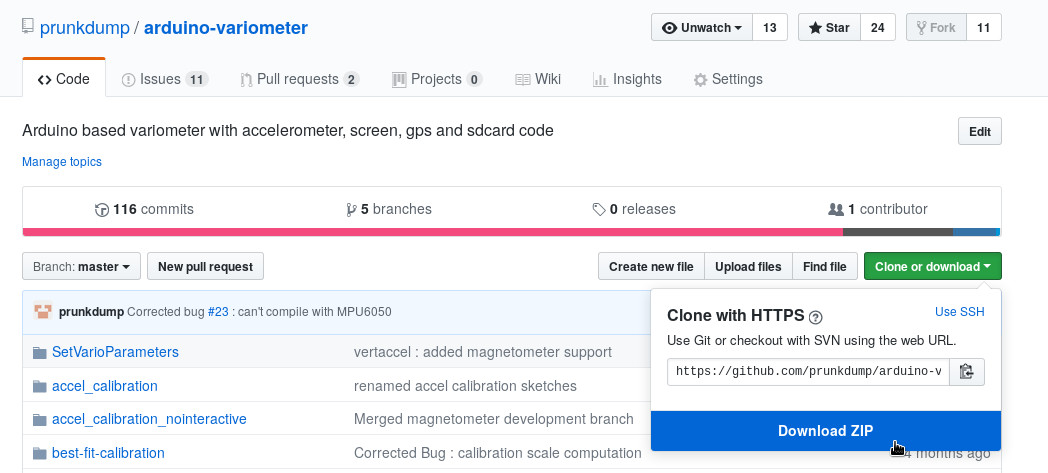 prunkdump / arduino-variometer
Unwatch 13 Star 24 Fork 11
Code Issues 11 Pull requests 2 Projects 0 Wiki Insights Settings
Arduino based variometer with accelerometer, screen, gps and sdcard code
Edit
Manage topics
116 commits 5 branches 0 releases 1 contributor
Branch: master New pull request Create new file Upload files Find file Clone or download
prunkdump Corrected bug #23 : can't compile with MPU6050
Clone with HTTPS ? Use SSH
Use Git or checkout with SVN using the web URL.
https://github.com/prunkdump/arduino-v
Download ZIP
SetVarioParameters vertaccel : added magnetometer support
accel_calibration renamed accel calibration sketches
accel_calibration_nointeractive Merged magnetometer development branch
best-fit-calibration Corrected Bug : calibration scale computation 4 months ago